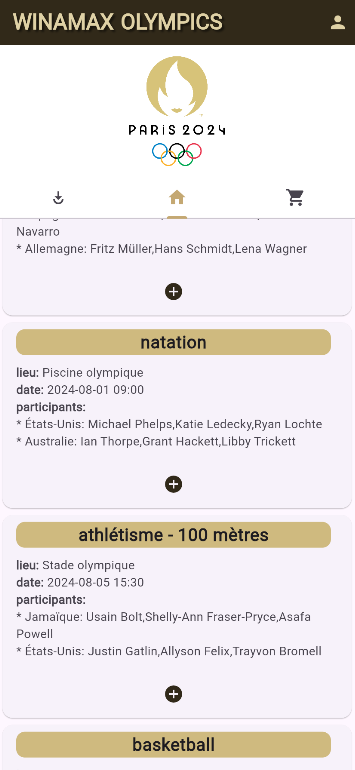 WINAMAX OLYMPICS
PARIS 2024
Navarro
* Allemagne: Fritz Müller,Hans Schmidt,Lena Wagner
natation
lieu: Piscine olympique
date: 2024-08-01 09:00
participants:
* États-Unis: Michael Phelps,Katie Ledecky,Ryan Lochte
* Australie: Ian Thorpe,Grant Hackett,Libby Trickett
athlétisme - 100 mètres
lieu: Stade olympique
date: 2024-08-05 15:30
participants:
* Jamaïque: Usain Bolt,Shelly-Ann Fraser-Pryce,Asafa
Powell
* États-Unis: Justin Gatlin,Allyson Felix,Trayvon Bromell
basketball